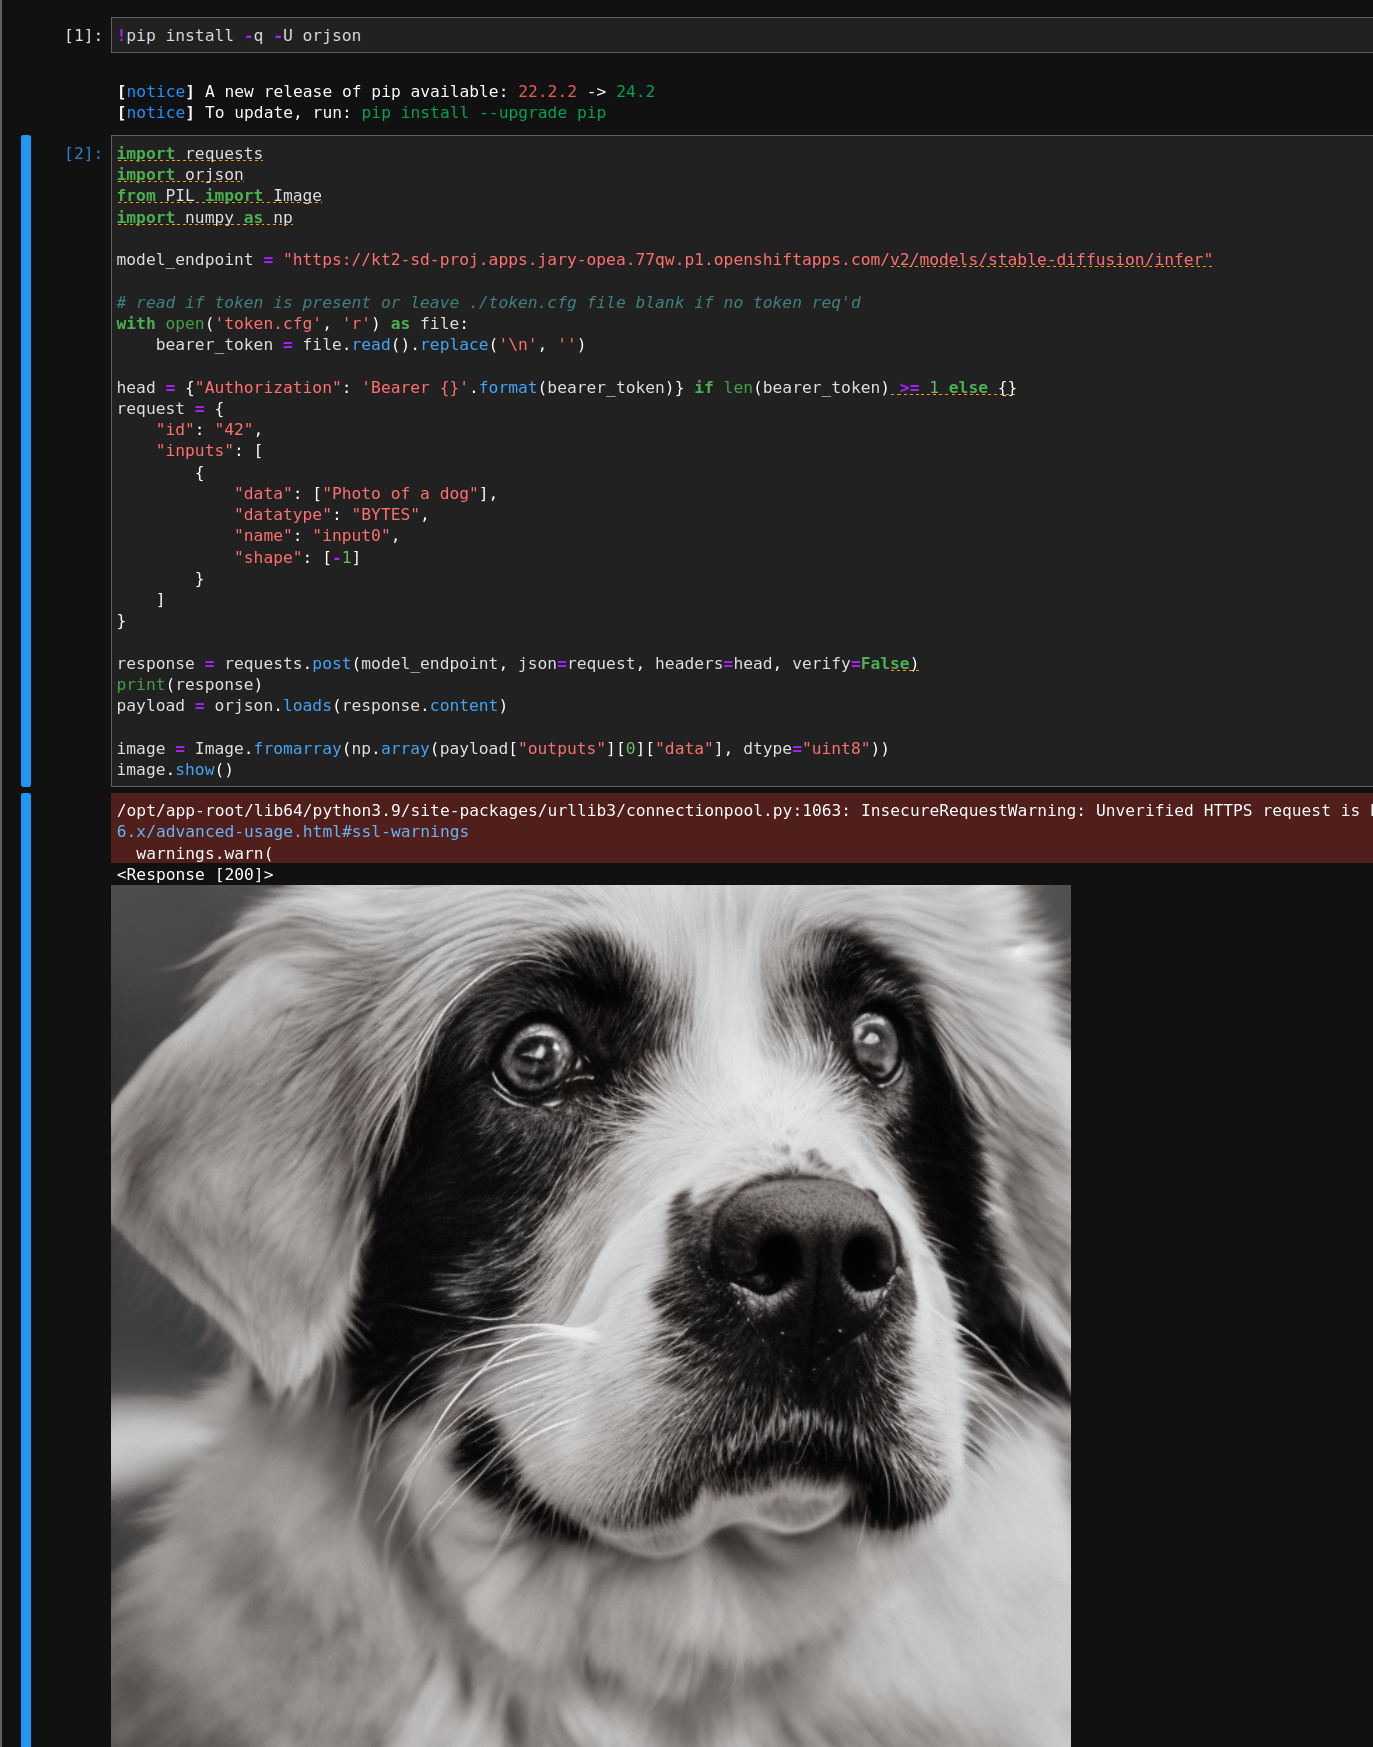 [1]: !pip install -q -U orjson
[notice] A new release of pip available: 22.2.2 -> 24.2
[notice] To update, run: pip install --upgrade pip
[2]: import requests
import orjson
from PIL import Image
import numpy as np
model_endpoint = "https://kt2-sd-proj.apps.jary-opea.77qw.p1.openshiftapps.com/v2/models/stable-diffusion/infer"
# read if token is present or leave ./token.cfg file blank if no token req'd
with open('token.cfg', 'r') as file:
    bearer_token = file.read().replace('\n', '')
head = {"Authorization": 'Bearer {}'.format(bearer_token)} if len(bearer_token) >= 1 else {}
request = {
    "id": "42",
    "inputs": [
        {
            "data": ["Photo of a dog"],
            "datatype": "BYTES",
            "name": "input0",
            "shape": [-1]
        }
    ]
}
response = requests.post(model_endpoint, json=request, headers=head, verify=False)
print(response)
payload = orjson.loads(response.content)
image = Image.fromarray(np.array(payload["outputs"][0]["data"], dtype="uint8"))
image.show()
/opt/app-root/lib64/python3.9/site-packages/urllib3/connectionpool.py:1063: InsecureRequestWarning: Unverified HTTPS request is
6.x/advanced-usage.html#ssl-warnings
  warnings.warn(
<Response [200]>